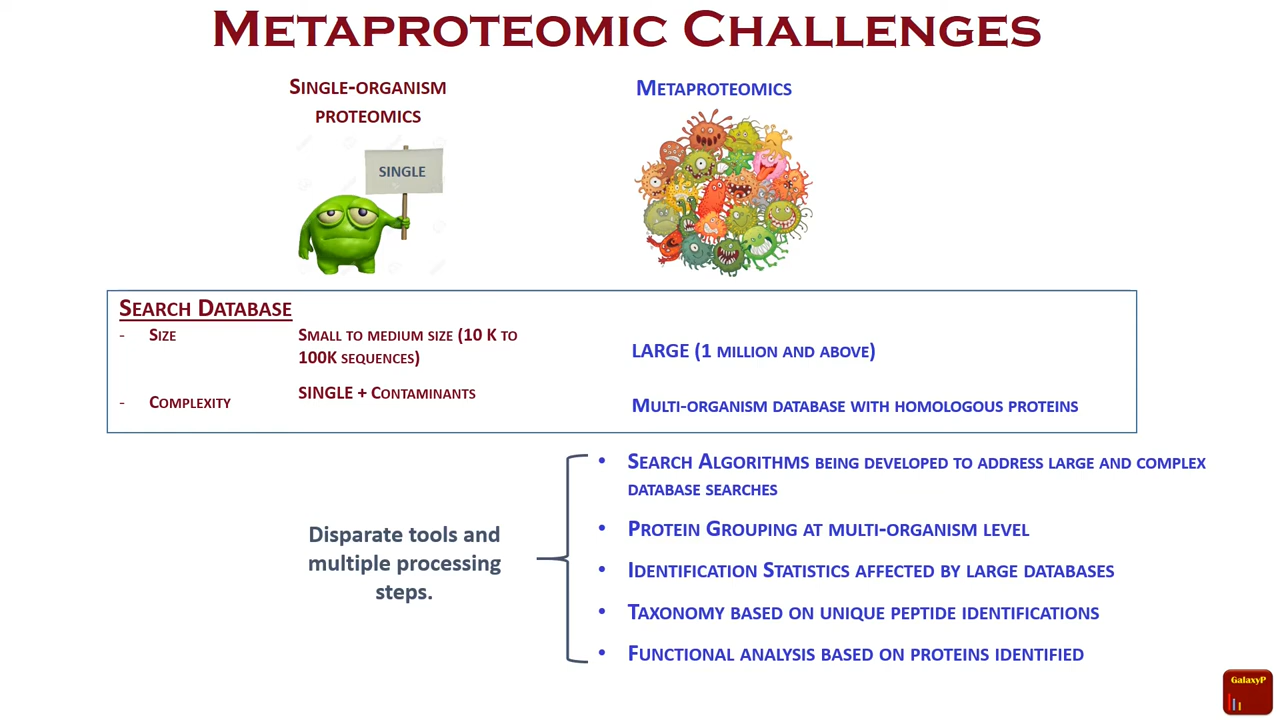 METAPROTEOMIC CHALLENGES
SINGLE-ORGANISM
PROTEOMICS
METAPROTEOMICS
SINGLE
SEARCH DATABASE
- SIZE
SMALL TO MEDIUM SIZE (10 K TO
100K SEQUENCES)
LARGE (1 MILLION AND ABOVE)
- COMPLEXITY
SINGLE + CONTAMINANTS
MULTI-ORGANISM DATABASE WITH HOMOLOGOUS PROTEINS
Disparate tools and
multiple processing
steps.
• SEARCH ALGORITHMS BEING DEVELOPED TO ADDRESS LARGE AND COMPLEX
DATABASE SEARCHES
• PROTEIN GROUPING AT MULTI-ORGANISM LEVEL
• IDENTIFICATION STATISTICS AFFECTED BY LARGE DATABASES
• TAXONOMY BASED ON UNIQUE PEPTIDE IDENTIFICATIONS
• FUNCTIONAL ANALYSIS BASED ON PROTEINS IDENTIFIED
GalaxyP